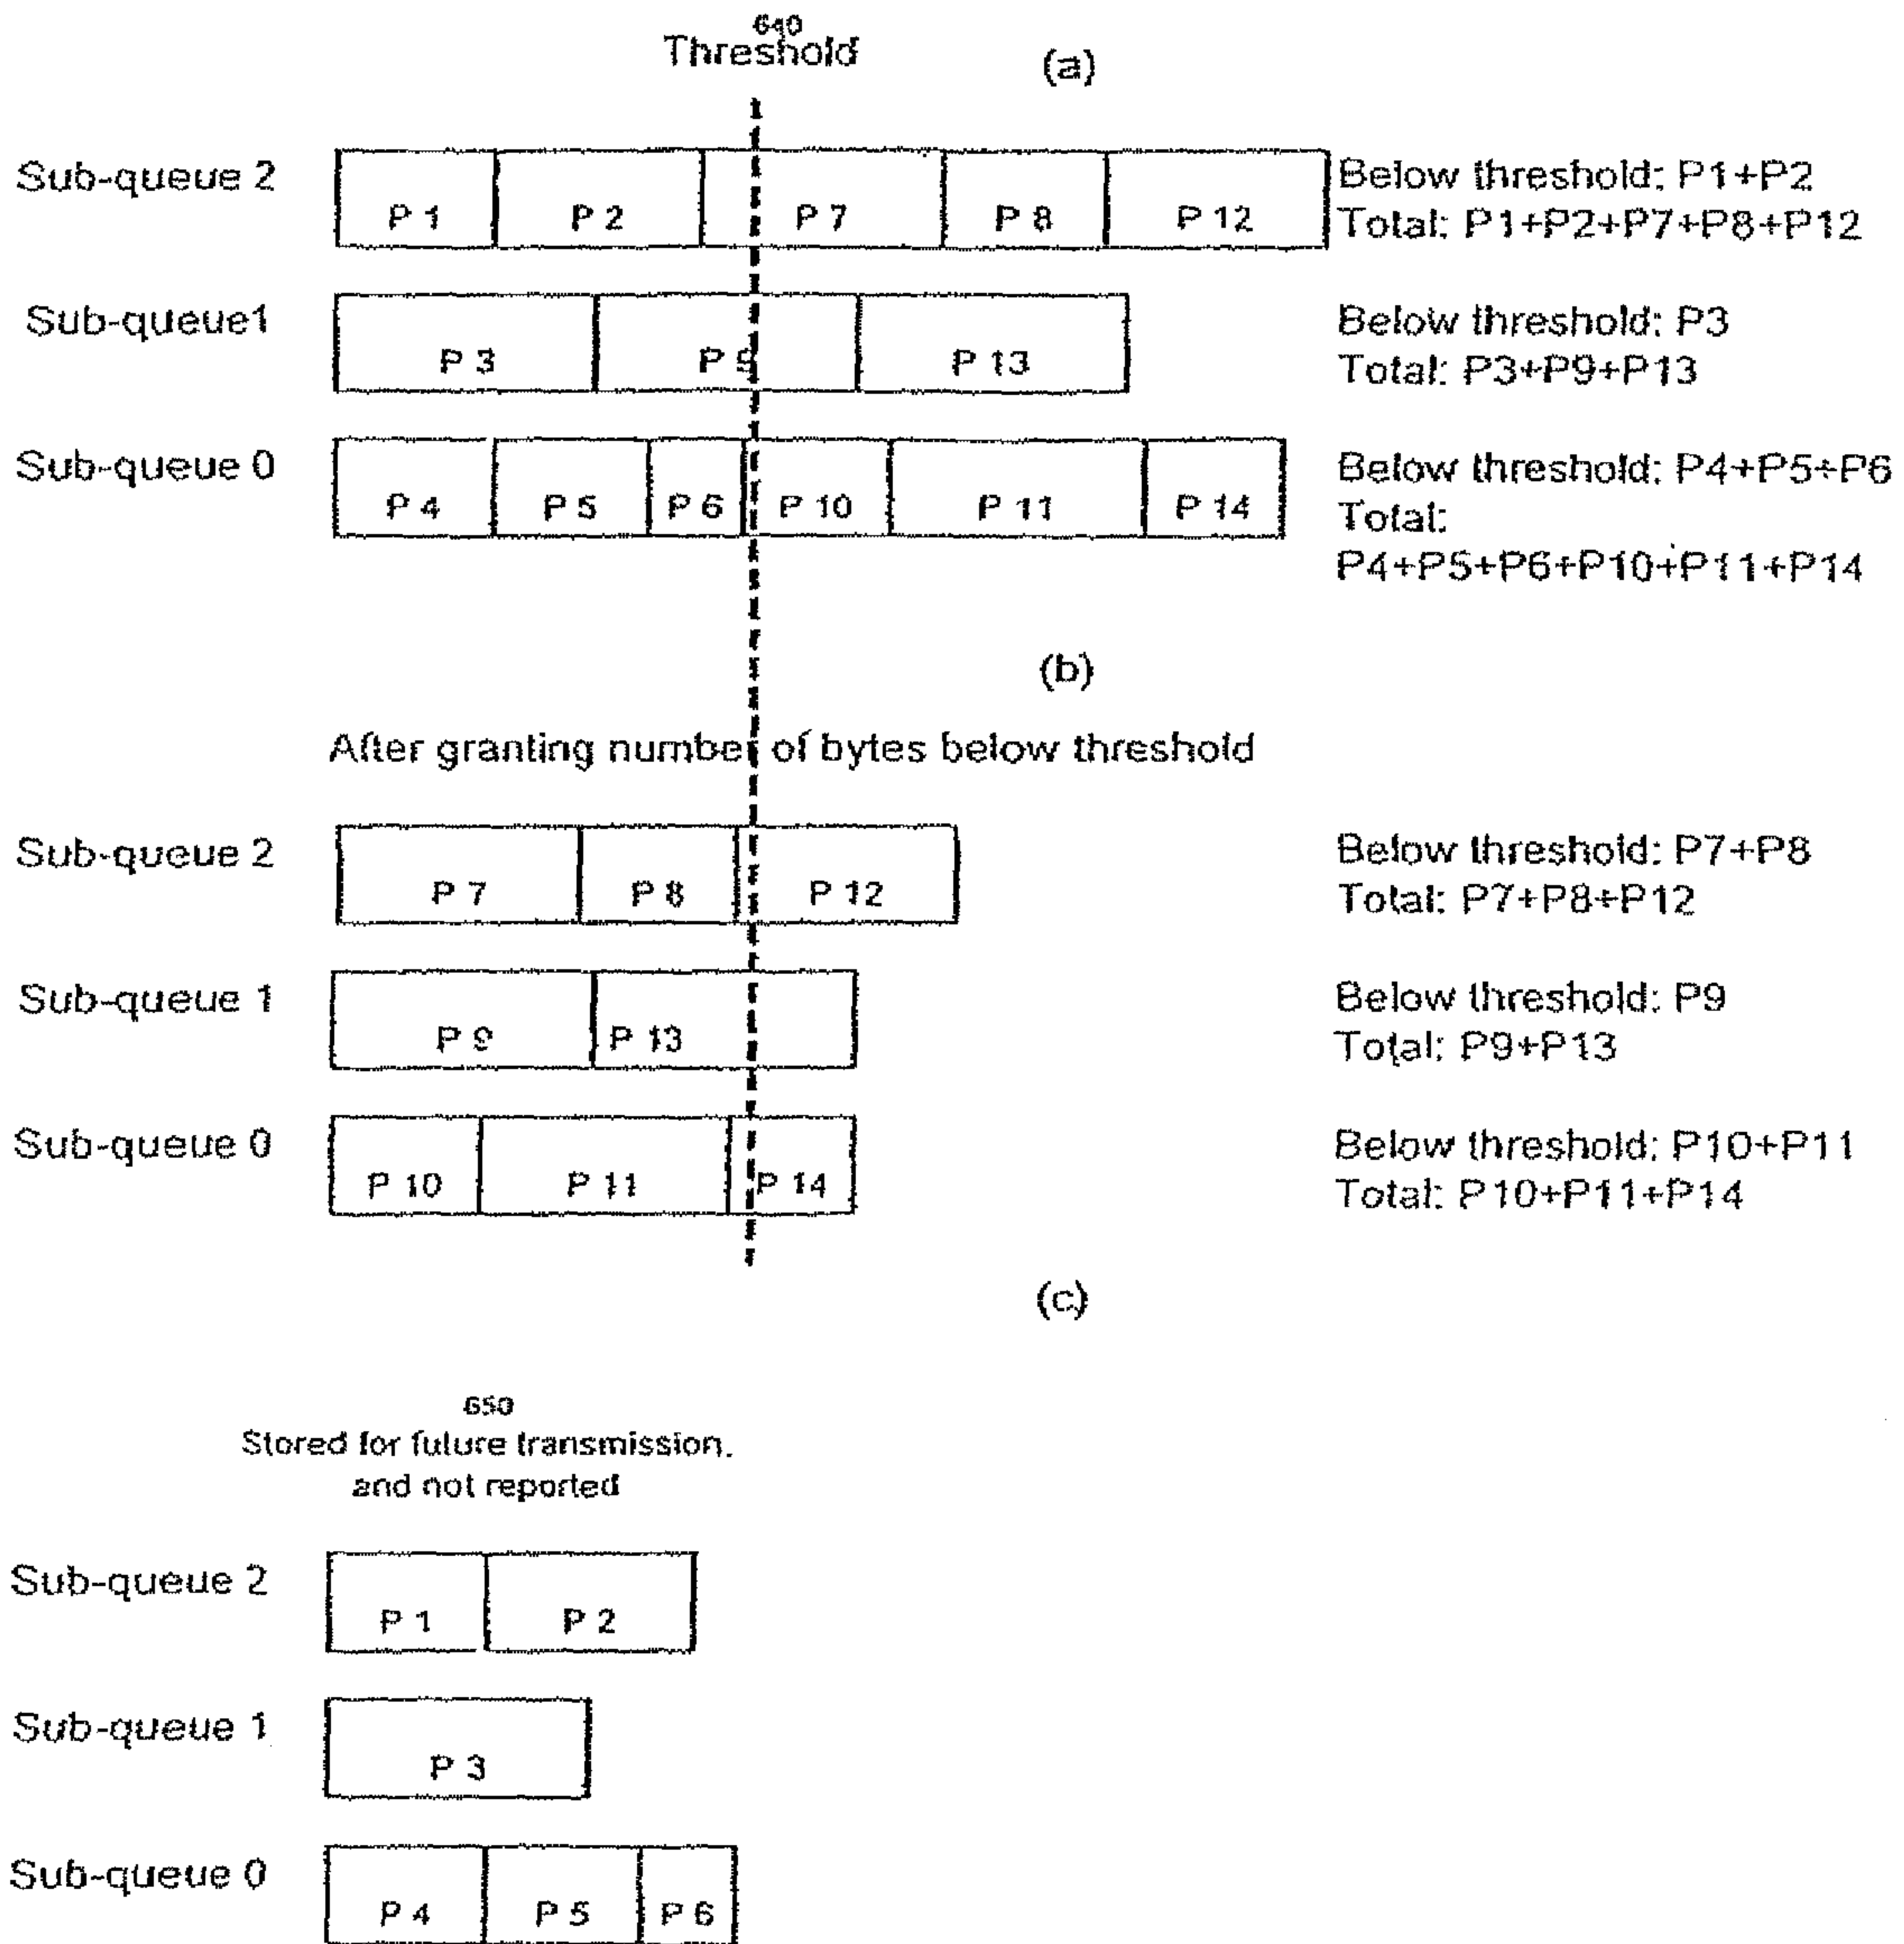 640
Threshold
(a)
Sub-queue 2
P 1 P 2 P 7 P 8 P 12
Below threshold: P1+P2
Total: P1+P2+P7+P8+P12
Sub-queue1
P 3 P 9 P 13
Below threshold: P3
Total: P3+P9+P13
Sub-queue 0
P 4 P 5 P 6 P 10 P 11 P 14
Below threshold: P4+P5+P6
Total:
P4+P5+P6+P10+P11+P14
(b)
After granting number of bytes below threshold
Sub-queue 2
P 7 P 8 P 12
Below threshold: P7+P8
Total: P7+P8+P12
Sub-queue 1
P 9 P 13
Below threshold: P9
Total: P9+P13
Sub-queue 0
P 10 P 11 P 14
Below threshold: P10+P11
Total: P10+P11+P14
(c)
650
Stored for future transmission,
and not reported
Sub-queue 2
P 1 P 2
Sub-queue 1
P 3
Sub-queue 0
P 4 P 5 P 6